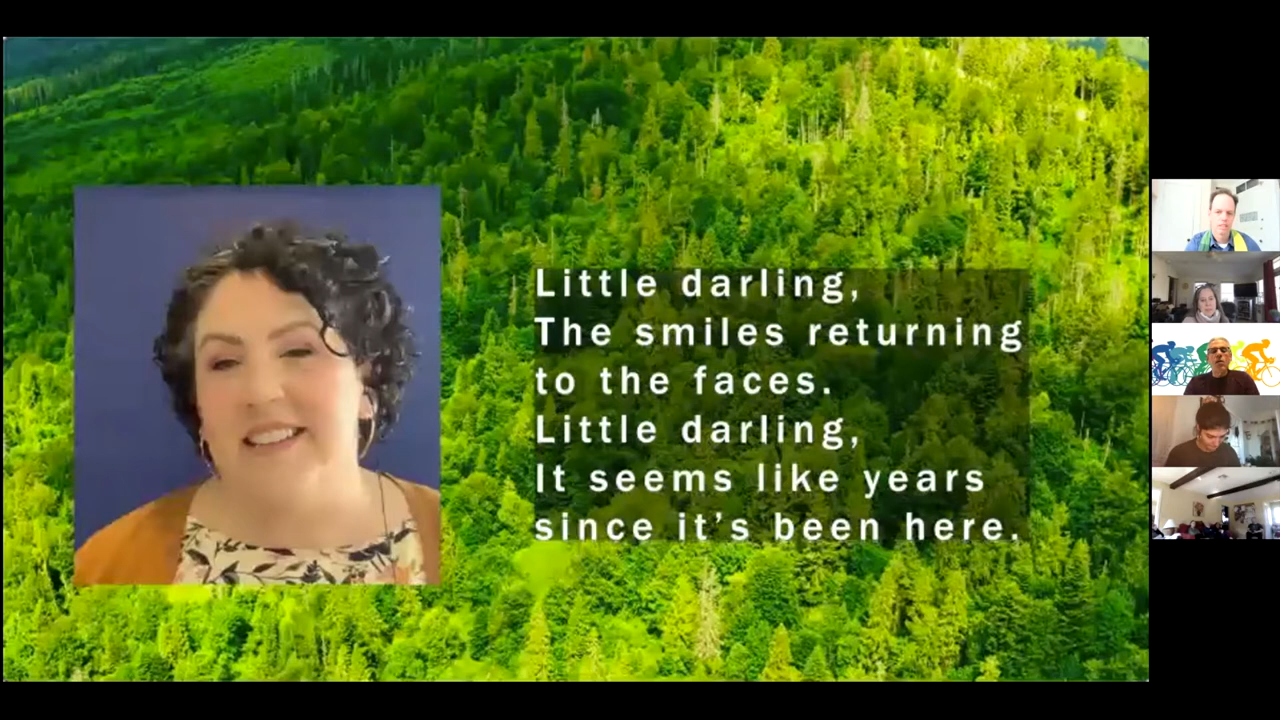 Little darling,
The smiles returning
to the faces.
Little darling,
It seems like years
since it’s been here.